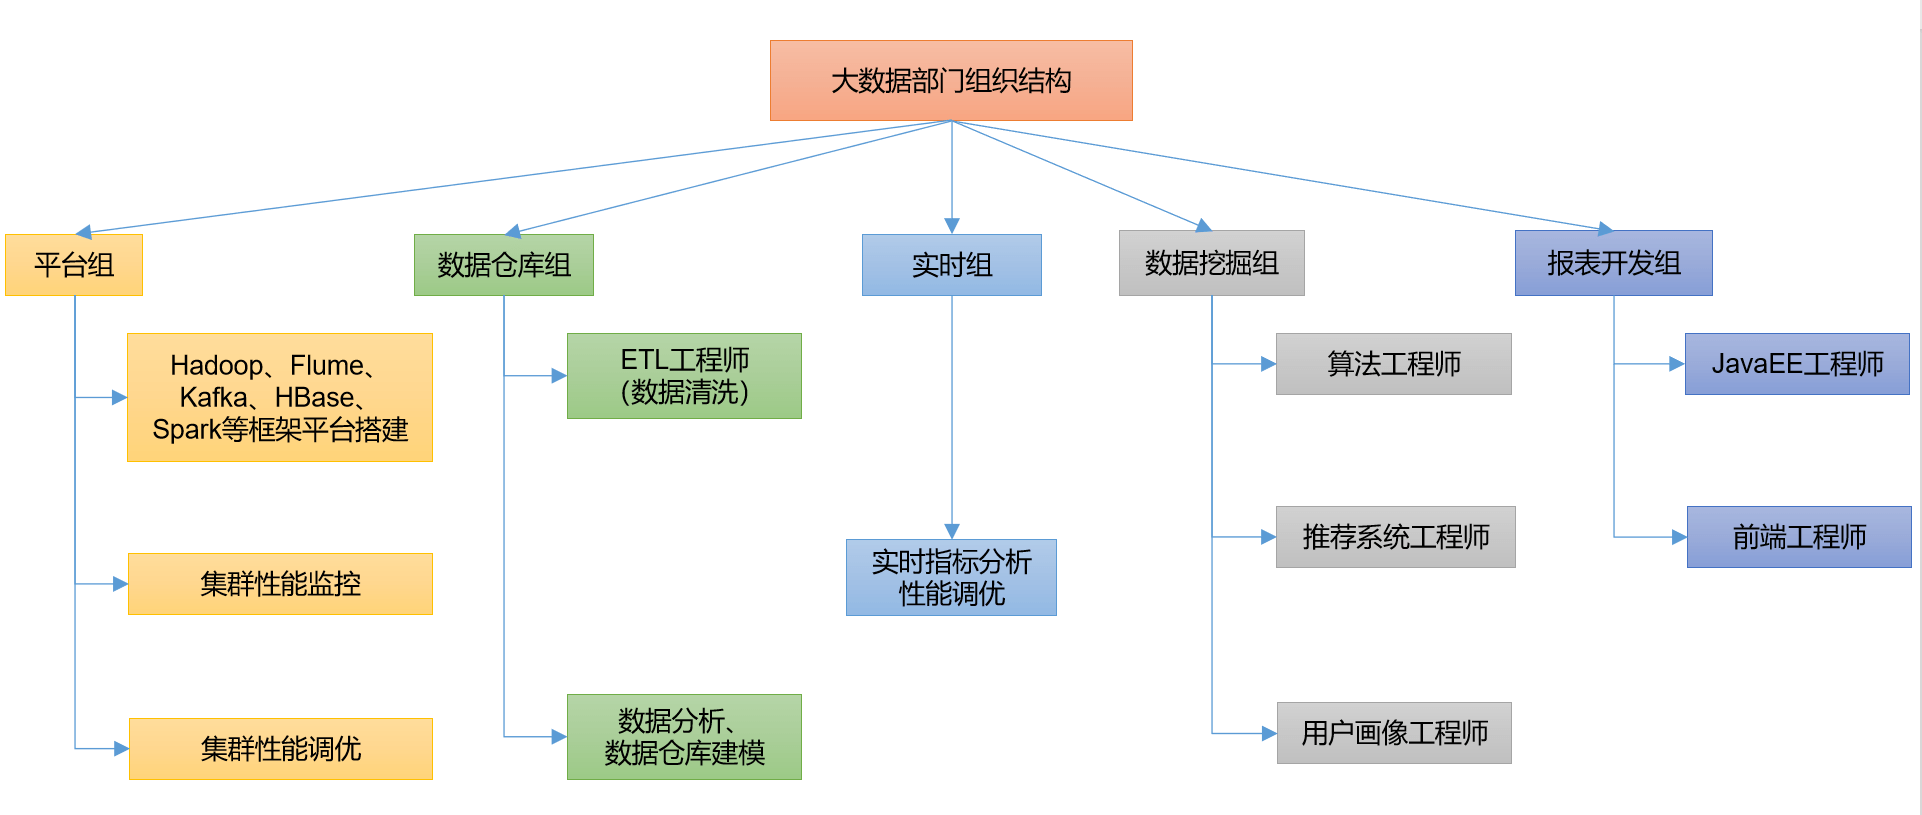 大数据部门组织结构
平台组
数据仓库组
实时组
数据挖掘组
报表开发组
Hadoop、Flume、
Kafka、HBase、
Spark等框架平台搭建
集群性能监控
集群性能调优
ETL工程师
（数据清洗）
数据分析、
数据仓库建模
实时指标分析
性能调优
算法工程师
推荐系统工程师
用户画像工程师
JavaEE工程师
前端工程师